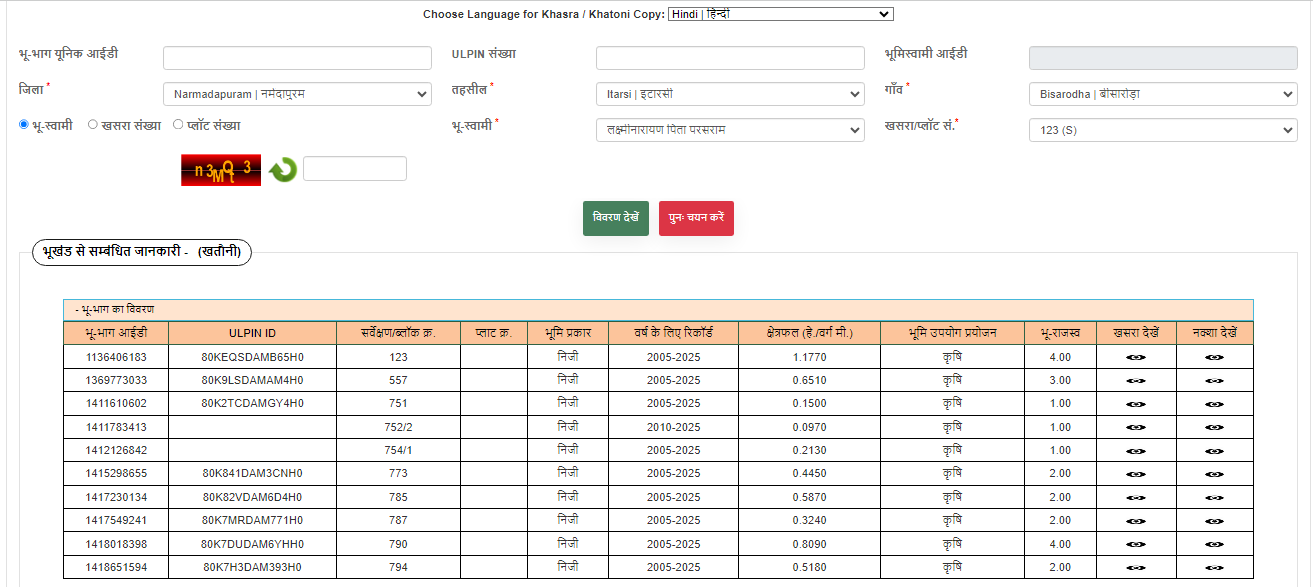 Choose Language for Khasra / Khatoni Copy: Hindi | हिन्दी
भू-भाग यूनिक आईडी ULPIN संख्या भूमिस्वामी आईडी
जिला * Narmadapuram | नर्मदापुरम तहसील * Itarsi | इटारसी गाँव * Bisarodha | बीसारोड़ा
भू-स्वामी खसरा संख्या प्लॉट संख्या भू-स्वामी * लक्ष्मीनारायण पिता परसराम खसरा/प्लॉट सं.* 123 (S)
n3MQt3
विवरण देखें पुनः चयन करें
भूखंड से सम्बंधित जानकारी - (खतौनी)
- भू-भाग का विवरण
भू-भाग आईडी ULPIN ID सर्वेक्षण/ब्लॉक क्र. प्लाट क्र. भूमि प्रकार वर्ष के लिए रिकॉर्ड क्षेत्रफल (हे./वर्ग मी.) भूमि उपयोग प्रयोजन भू-राजस्व खसरा देखें नक्शा देखें
1136406183 80KEQSDAMB65H0 123 निजी 2005-2025 1.1770 कृषि 4.00
1369773033 80K9LSDAMAM4H0 557 निजी 2005-2025 0.6510 कृषि 3.00
1411610602 80K2TCDAMGY4H0 751 निजी 2005-2025 0.1500 कृषि 1.00
1411783413 752/2 निजी 2010-2025 0.0970 कृषि 1.00
1412126842 754/1 निजी 2005-2025 0.2130 कृषि 1.00
1415298655 80K841DAM3CNH0 773 निजी 2005-2025 0.4450 कृषि 2.00
1417230134 80K82VDAM6D4H0 785 निजी 2005-2025 0.5870 कृषि 2.00
1417549241 80K7MRDAM771H0 787 निजी 2005-2025 0.3240 कृषि 2.00
1418018398 80K7DUDAM6YHH0 790 निजी 2005-2025 0.8090 कृषि 4.00
1418651594 80K7H3DAM393H0 794 निजी 2005-2025 0.5180 कृषि 2.00